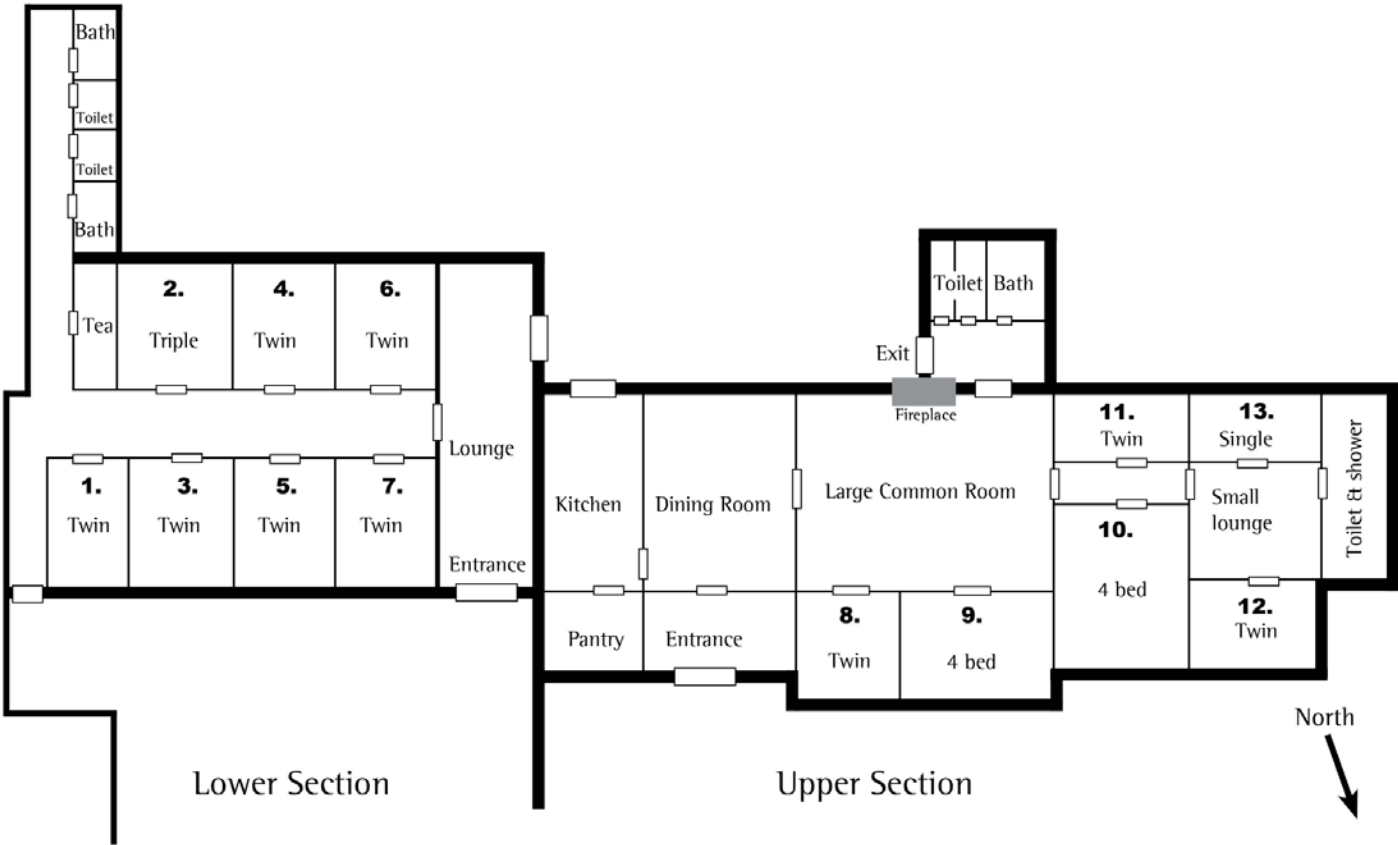 Bath
Toilet
Toilet
Bath
Tea
2.
Triple
4.
Twin
6.
Twin
1.
Twin
3.
Twin
5.
Twin
7.
Twin
Lounge
Entrance
Lower Section
Toilet
Bath
Exit
Fireplace
Kitchen
Dining Room
Large Common Room
Pantry
Entrance
8.
Twin
9.
4 bed
11.
Twin
13.
Single
10.
4 bed
Small
lounge
12.
Twin
Toilet & shower
Upper Section
North